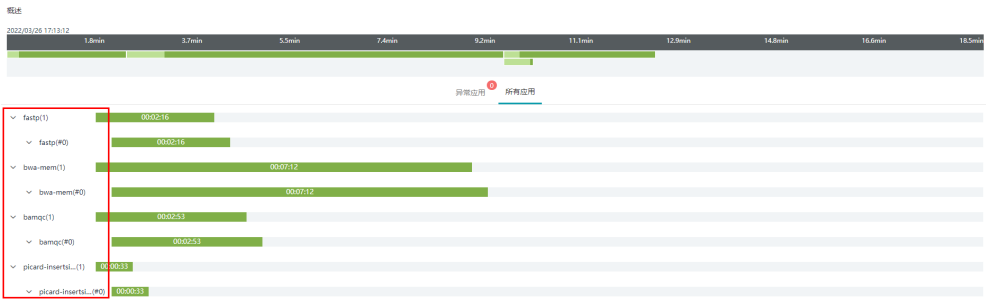 概述
2022/03/26 17:13:12
1.8min 3.7min 5.5min 7.4min 9.2min 11.1min 12.9min 14.8min 16.6min 18.5min
异常应用 0 所有应用
fastp(1) 00:02:16
fastp(#0) 00:02:16
bwa-mem(1) 00:07:12
bwa-mem(#0) 00:07:12
bamqc(1) 00:02:53
bamqc(#0) 00:02:53
picard-insertsi...(1) 00:00:33
picard-insertsi...(#0) 00:00:33